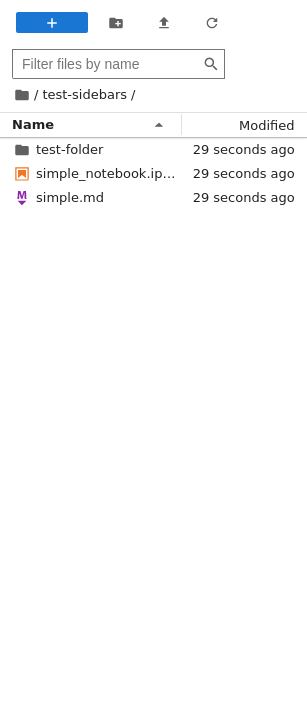 Filter files by name
/ test-sidebars /
Name Modified
test-folder 29 seconds ago
simple_notebook.ip... 29 seconds ago
simple.md 29 seconds ago